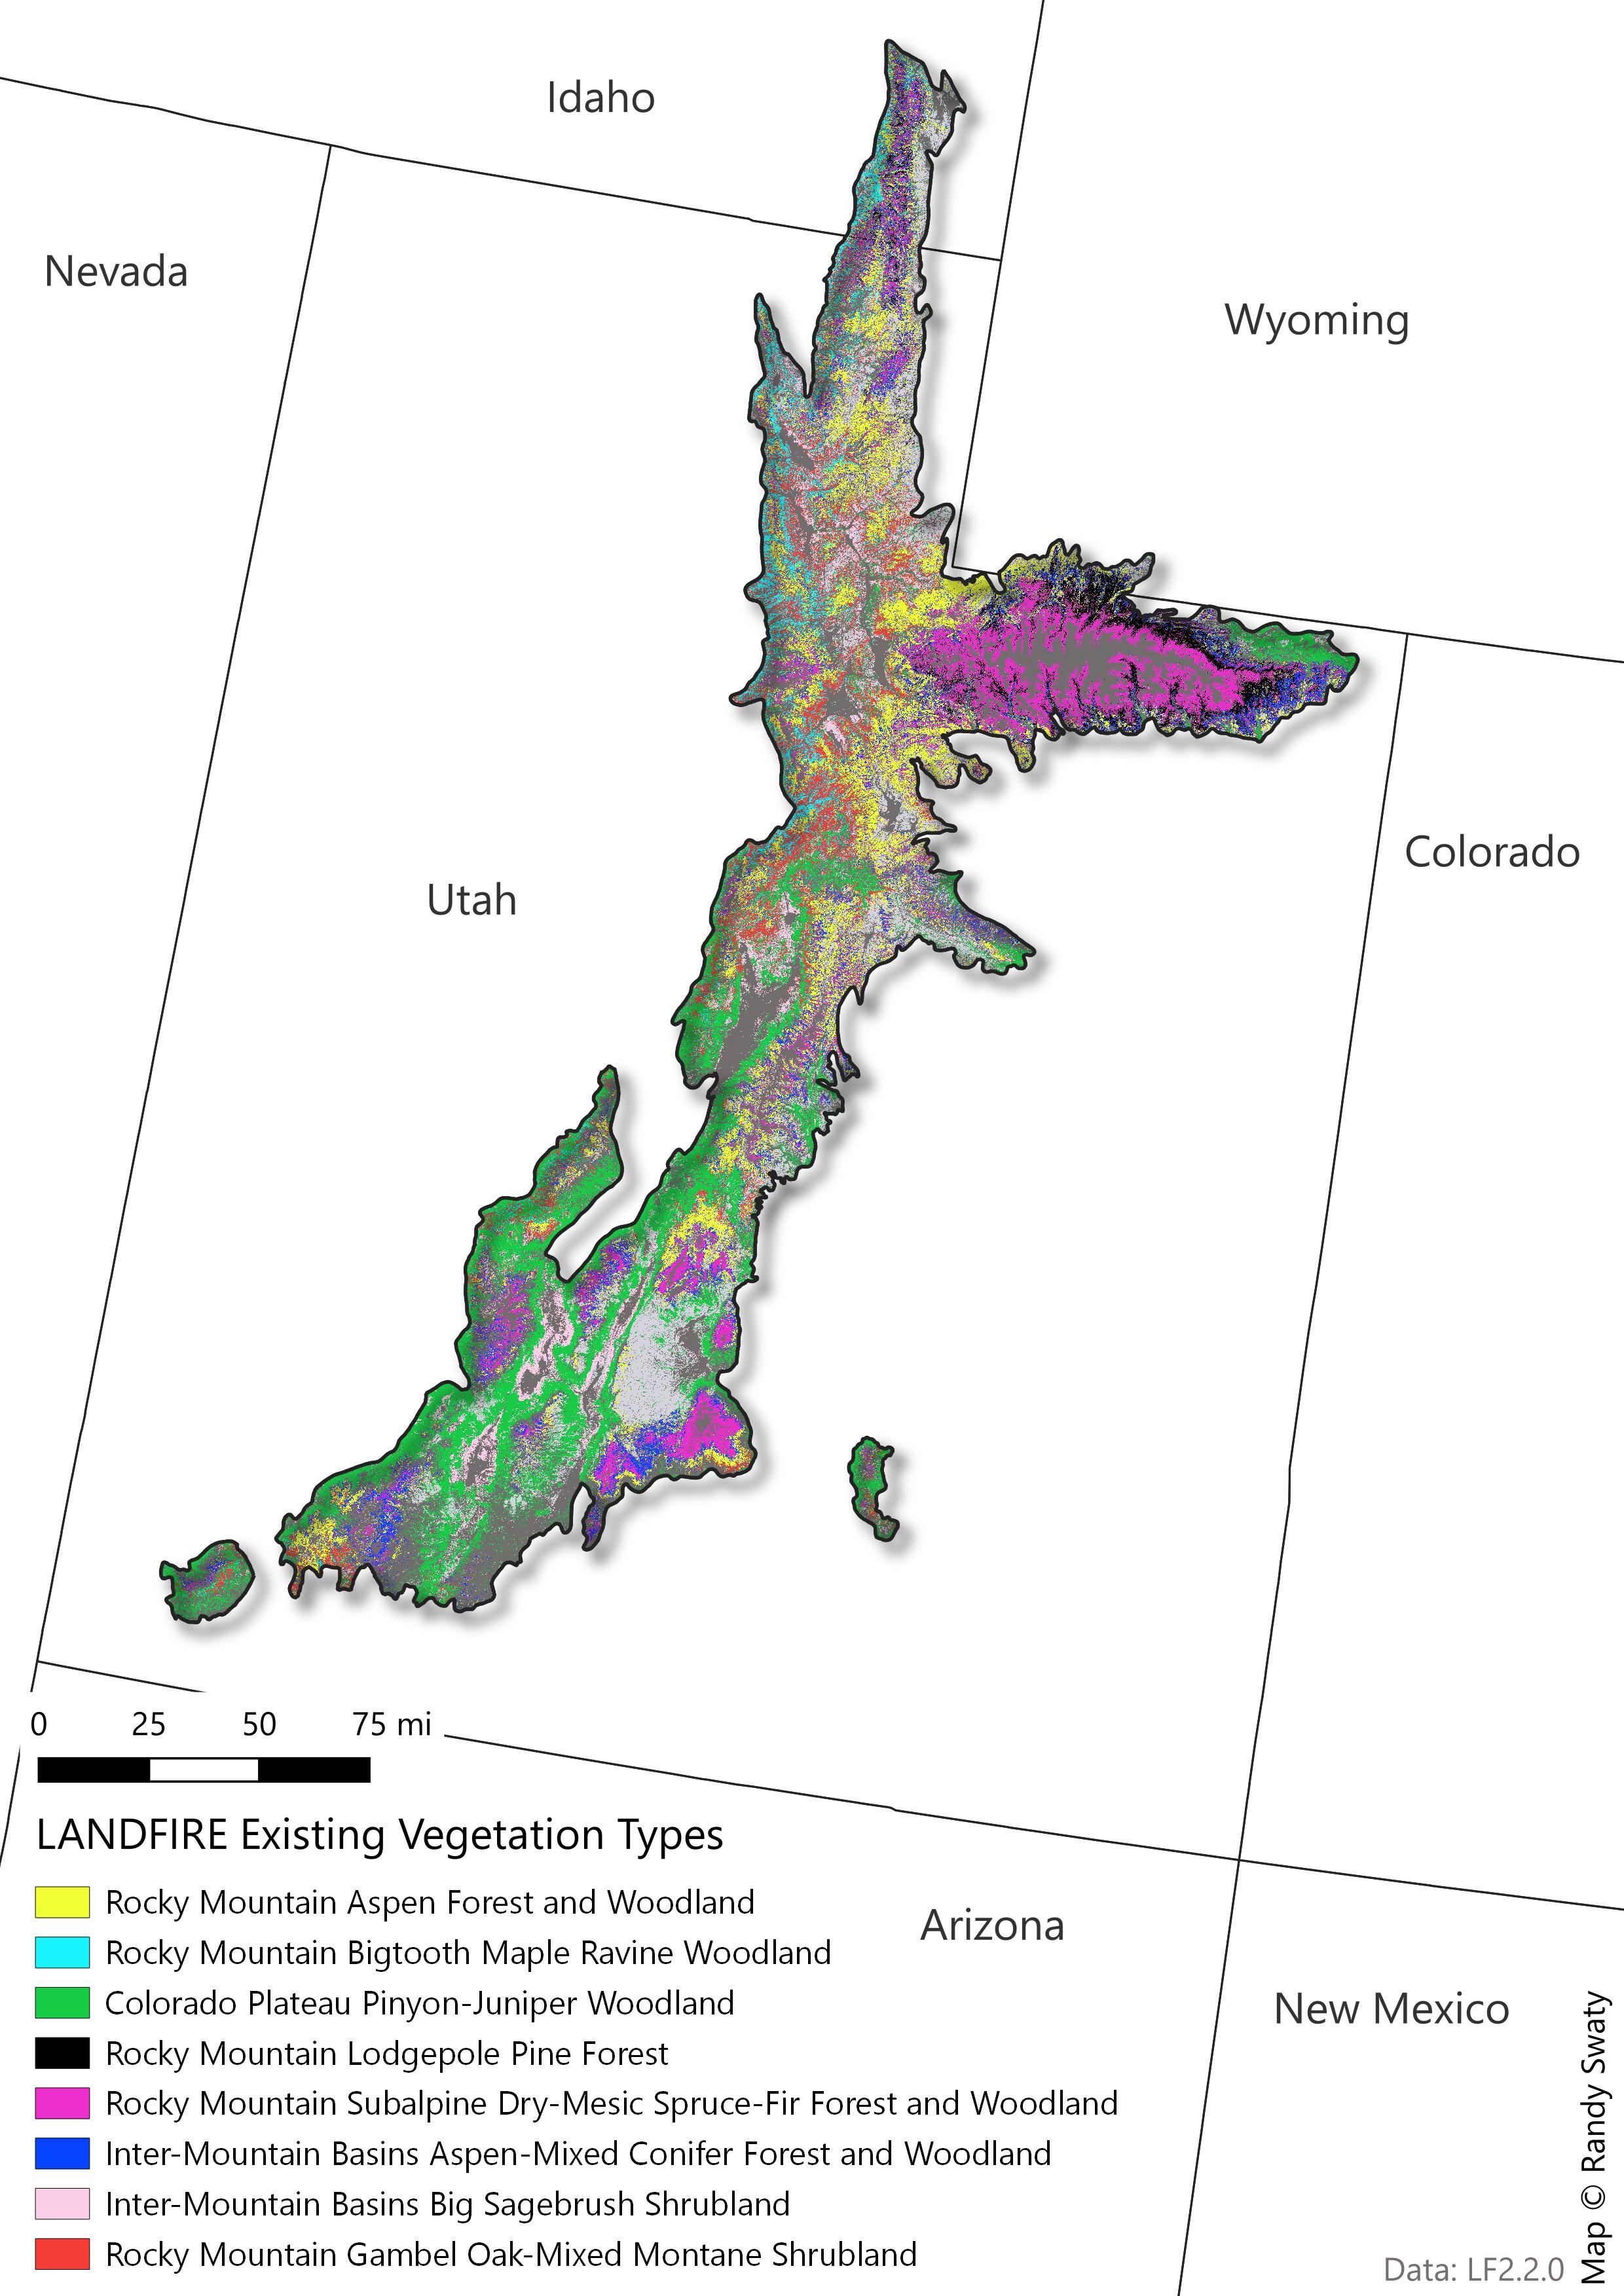 Idaho
Nevada
Wyoming
Colorado
Utah
0 25 50 75 mi
LANDFIRE Existing Vegetation Types
Rocky Mountain Aspen Forest and Woodland
Rocky Mountain Bigtooth Maple Ravine Woodland
Colorado Plateau Pinyon-Juniper Woodland
Rocky Mountain Lodgepole Pine Forest
Rocky Mountain Subalpine Dry-Mesic Spruce-Fir Forest and Woodland
Inter-Mountain Basins Aspen-Mixed Conifer Forest and Woodland
Inter-Mountain Basins Big Sagebrush Shrubland
Rocky Mountain Gambel Oak-Mixed Montane Shrubland
Arizona
New Mexico
Data: LF2.2.0
Map © Randy Swaty